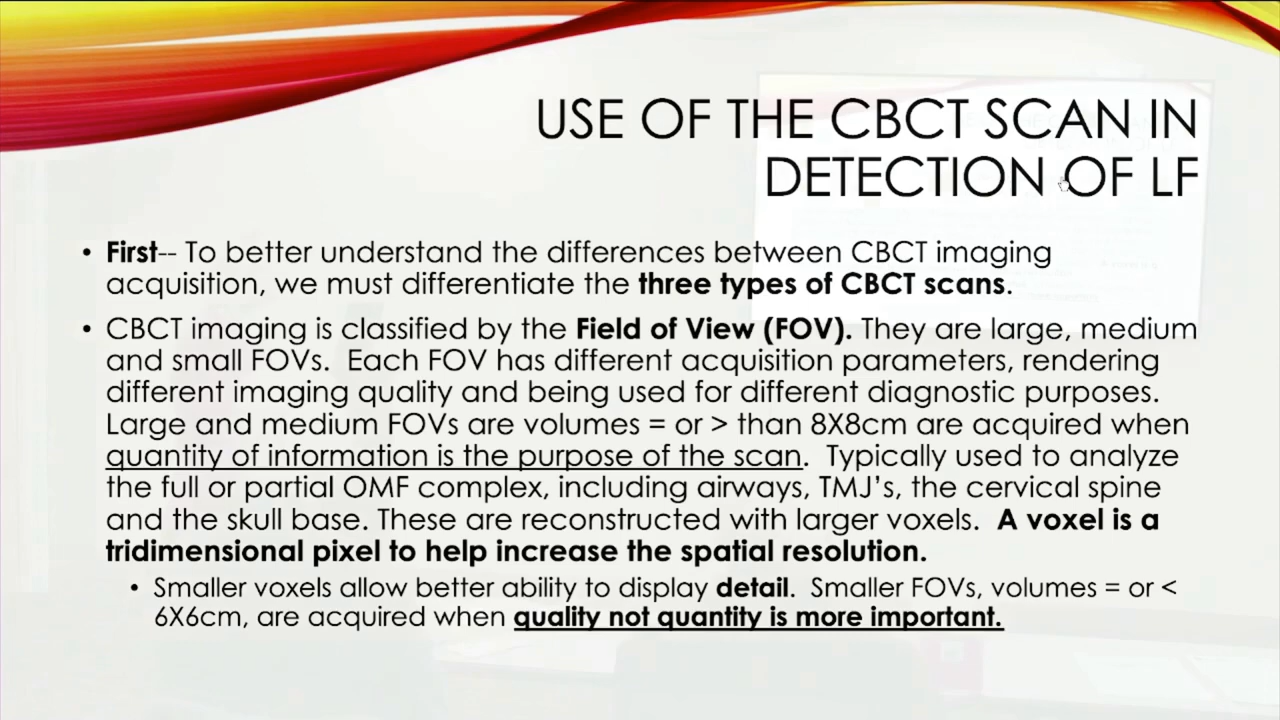 USE OF THE CBCT SCAN IN
DETECTION OF LF
• First-- To better understand the differences between CBCT imaging
acquisition, we must differentiate the three types of CBCT scans.
• CBCT imaging is classified by the Field of View (FOV). They are large, medium
and small FOVs.  Each FOV has different acquisition parameters, rendering
different imaging quality and being used for different diagnostic purposes.
Large and medium FOVs are volumes = or > than 8X8cm are acquired when
quantity of information is the purpose of the scan.  Typically used to analyze
the full or partial OMF complex, including airways, TMJ's, the cervical spine
and the skull base. These are reconstructed with larger voxels.  A voxel is a
tridimensional pixel to help increase the spatial resolution.
• Smaller voxels allow better ability to display detail.  Smaller FOVs, volumes = or <
6X6cm, are acquired when quality not quantity is more important.